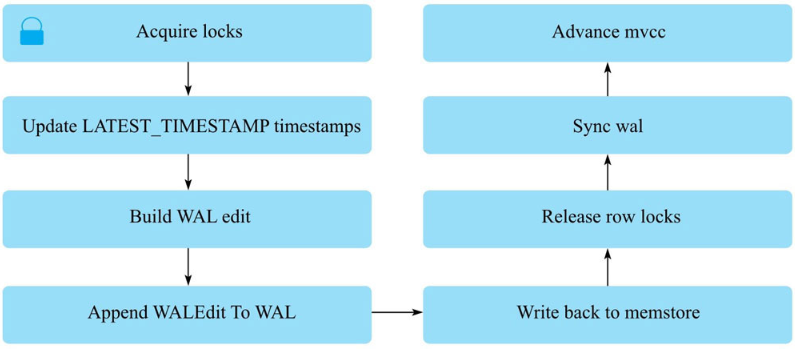 Acquire locks
Update LATEST_TIMESTAMP timestamps
Build WAL edit
Append WALEdit To WAL
Write back to memstore
Release row locks
Sync wal
Advance mvcc